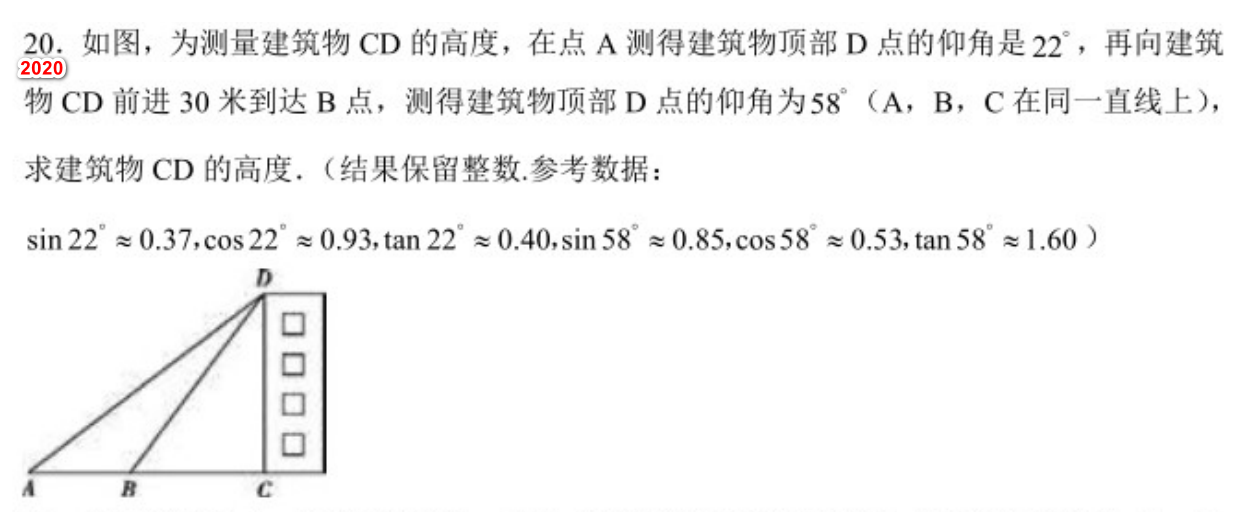 20．如图，为测量建筑物 CD 的高度，在点 A 测得建筑物顶部 D 点的仰角是 22°，再向建筑
2020
物 CD 前进 30 米到达 B 点，测得建筑物顶部 D 点的仰角为58°（A，B，C 在同一直线上），
求建筑物 CD 的高度．（结果保留整数.参考数据：
sin 22° ≈ 0.37, cos 22° ≈ 0.93, tan 22° ≈ 0.40, sin 58° ≈ 0.85, cos 58° ≈ 0.53, tan 58° ≈ 1.60 ）
D
A B C